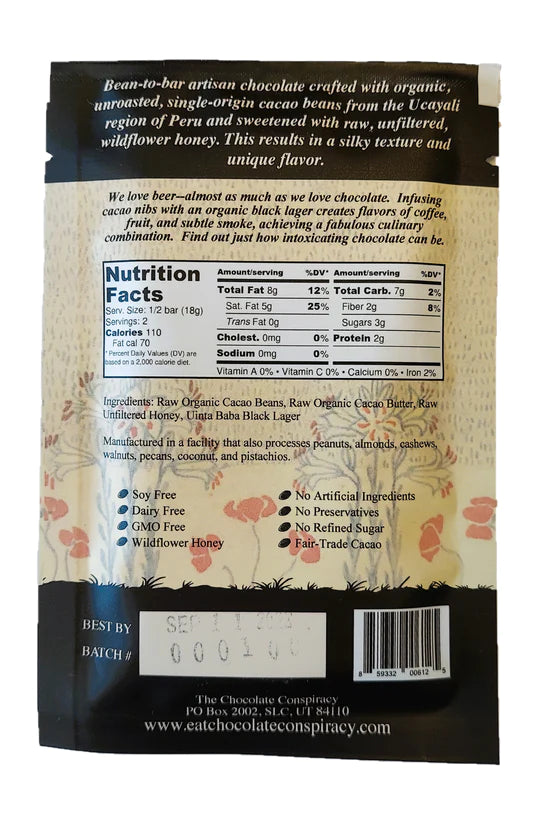 Bean-to-bar artisan chocolate crafted with organic,
unroasted, single-origin cacao beans from the Ucayali
region of Peru and sweetened with raw, unfiltered,
wildflower honey. This results in a silky texture and
unique flavor.
We love beer--almost as much as we love chocolate. Infusing
cacao nibs with an organic black lager creates flavors of coffee,
fruit, and subtle smoke, achieving a fabulous culinary
combination. Find out just how intoxicating chocolate can be.
Nutrition
Facts
Serv. Size: 1/2 bar (18g)
Servings: 2
Calories 110
Fat cal 70
*Percent Daily Values (DV) are
based on a 2,000 calorie diet.
Amount/serving %DV*
Total Fat 8g 12%
Sat. Fat 5g 25%
Trans Fat 0g
Cholest. 0mg 0%
Sodium 0mg 0%
Amount/serving %DV*
Total Carb. 7g 2%
Fiber 2g 8%
Sugars 3g
Protein 2g
Vitamin A 0% • Vitamin C 0% • Calcium 0% • Iron 2%
Ingredients: Raw Organic Cacao Beans, Raw Organic Cacao Butter, Raw
Unfiltered Honey, Uinta Baba Black Lager
Manufactured in a facility that also processes peanuts, almonds, cashews,
walnuts, pecans, coconut, and pistachios.
Soy Free
Dairy Free
GMO Free
Wildflower Honey
No Artificial Ingredients
No Preservatives
No Refined Sugar
Fair-Trade Cacao
BEST BY SEP 11
BATCH # 0001
8 59332 00612 5
The Chocolate Conspiracy
PO Box 2002, SLC, UT 84110
www.eatchocolateconspiracy.com